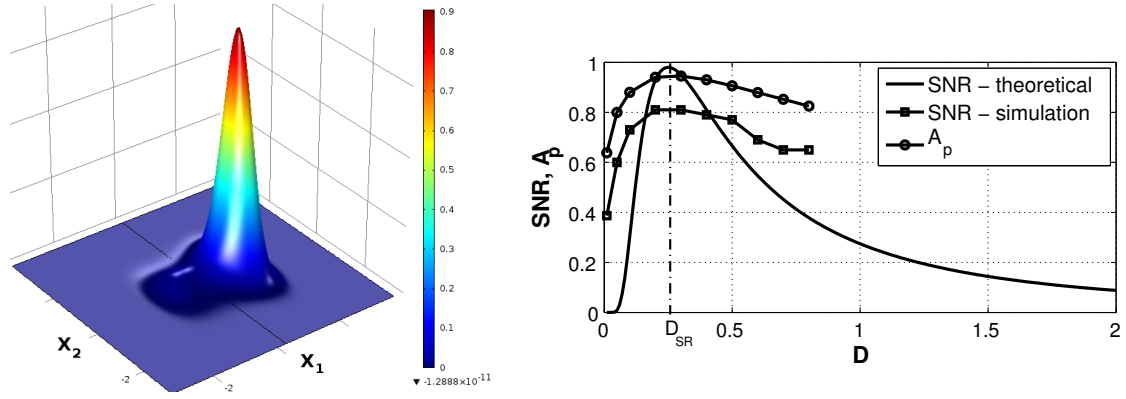 0.9
0.8
0.7
0.6
0.5
0.4
0.3
0.2
0.1
0
▼ -1.2888×10⁻¹¹
X₂
X₁
-2
-2
SNR, Aₚ
1
0.8
0.6
0.4
0.2
0
SNR – theoretical
SNR – simulation
Aₚ
0 D_SR 0.5 1 1.5 2
D